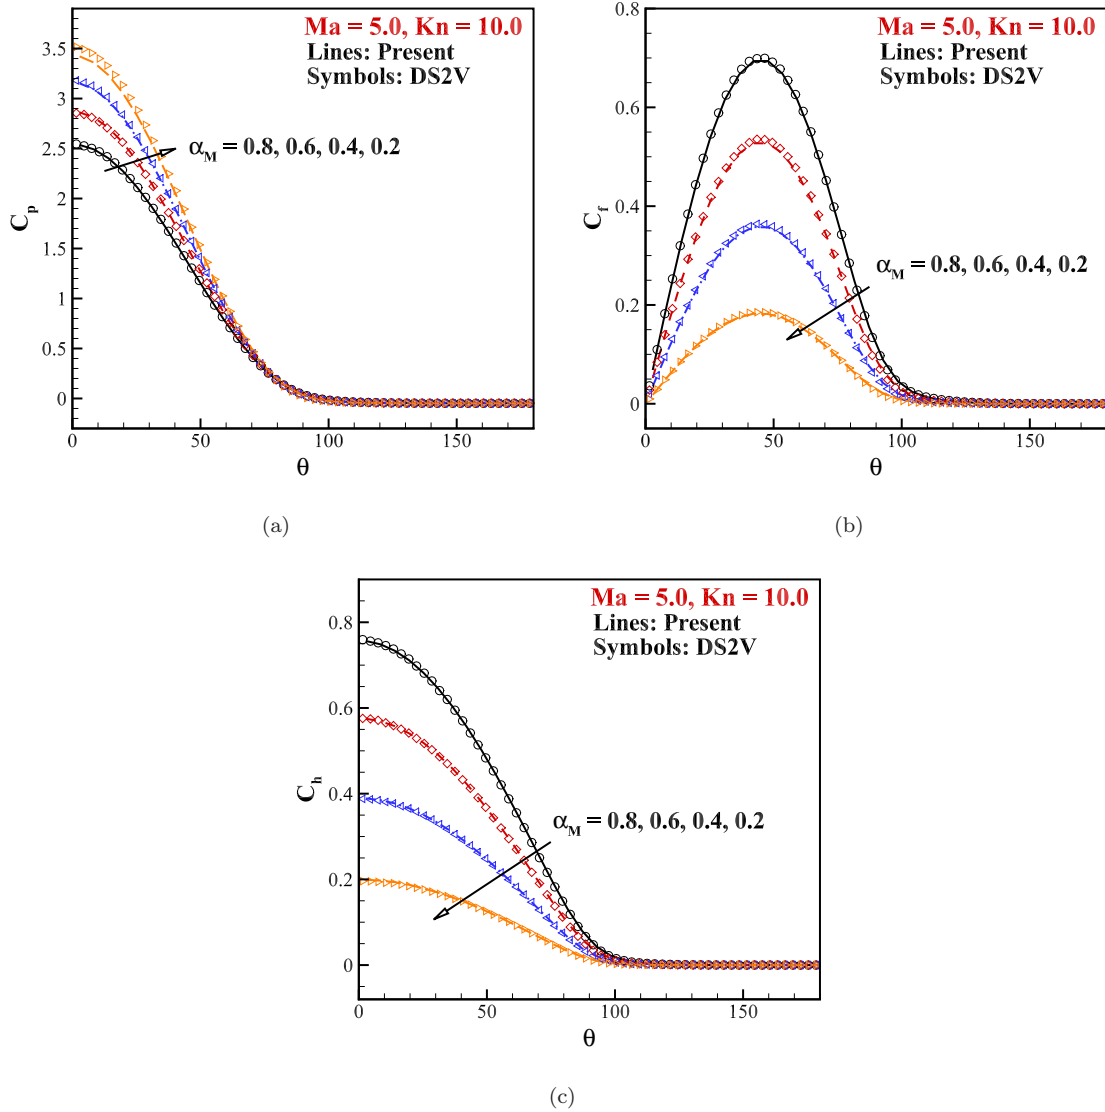 Ma = 5.0, Kn = 10.0
Lines: Present
Symbols: DS2V
α_M = 0.8, 0.6, 0.4, 0.2
C_p
3.5
3
2.5
2
1.5
1
0.5
0
0 50 100 150
θ
(a)
Ma = 5.0, Kn = 10.0
Lines: Present
Symbols: DS2V
α_M = 0.8, 0.6, 0.4, 0.2
C_f
0.8
0.6
0.4
0.2
0
0 50 100 150
θ
(b)
Ma = 5.0, Kn = 10.0
Lines: Present
Symbols: DS2V
α_M = 0.8, 0.6, 0.4, 0.2
C_h
0.8
0.6
0.4
0.2
0
0 50 100 150
θ
(c)